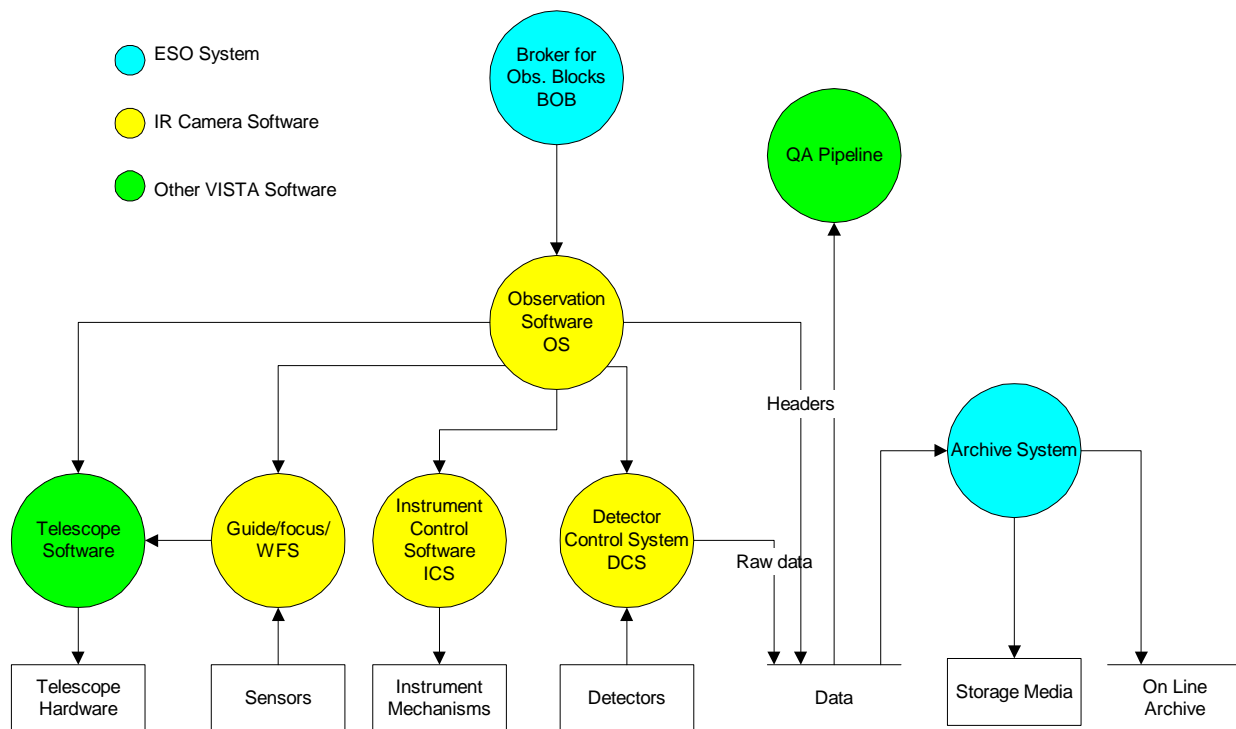 ESO System
IR Camera Software
Other VISTA Software
Broker for
Obs. Blocks
BOB
QA Pipeline
Observation
Software
OS
Headers
Archive System
Telescope
Software
Guide/focus/
WFS
Instrument
Control
Software
ICS
Detector
Control System
DCS
Raw data
Telescope
Hardware
Sensors
Instrument
Mechanisms
Detectors
Data
Storage Media
On Line
Archive